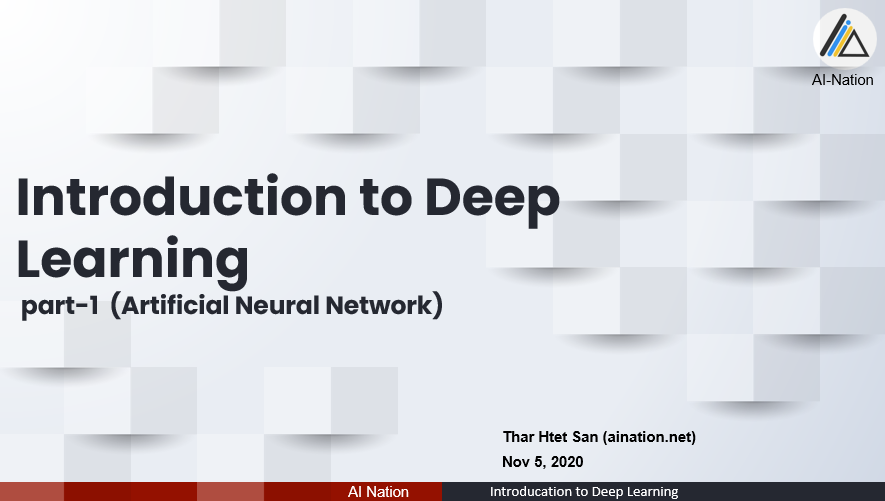 AI-Nation
Introduction to Deep
Learning
part-1 (Artificial Neural Network)
Thar Htet San (aination.net)
Nov 5, 2020
AI Nation
Introducation to Deep Learning